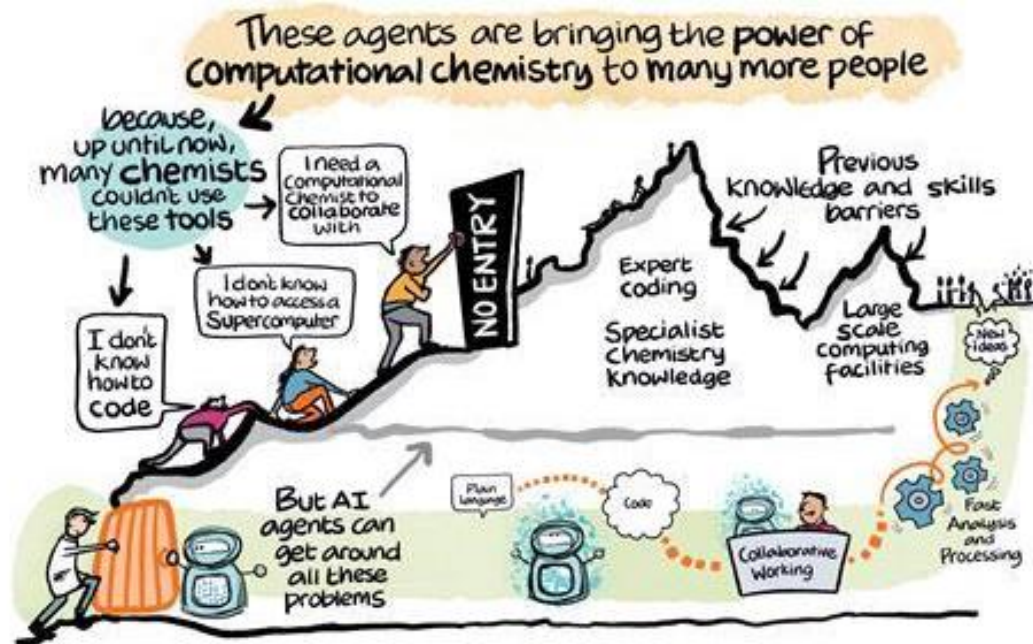 These agents are bringing the power of
computational chemistry to many more people
because,
up until now,
many chemists
couldn't use
these tools
I need a
Computational
Chemist to
collaborate
with
I don't know
how to access a
Supercomputer
I don't
know
how to
code
NO ENTRY
Previous
knowledge and skills
barriers
Expert
coding
Specialist
Chemistry
knowledge
Large
scale
computing
facilities
New
ideas
But AI
agents can
get around
all these
problems
Plain
language
Code
Collaborative
Working
Fast
Analysis
and
Processing